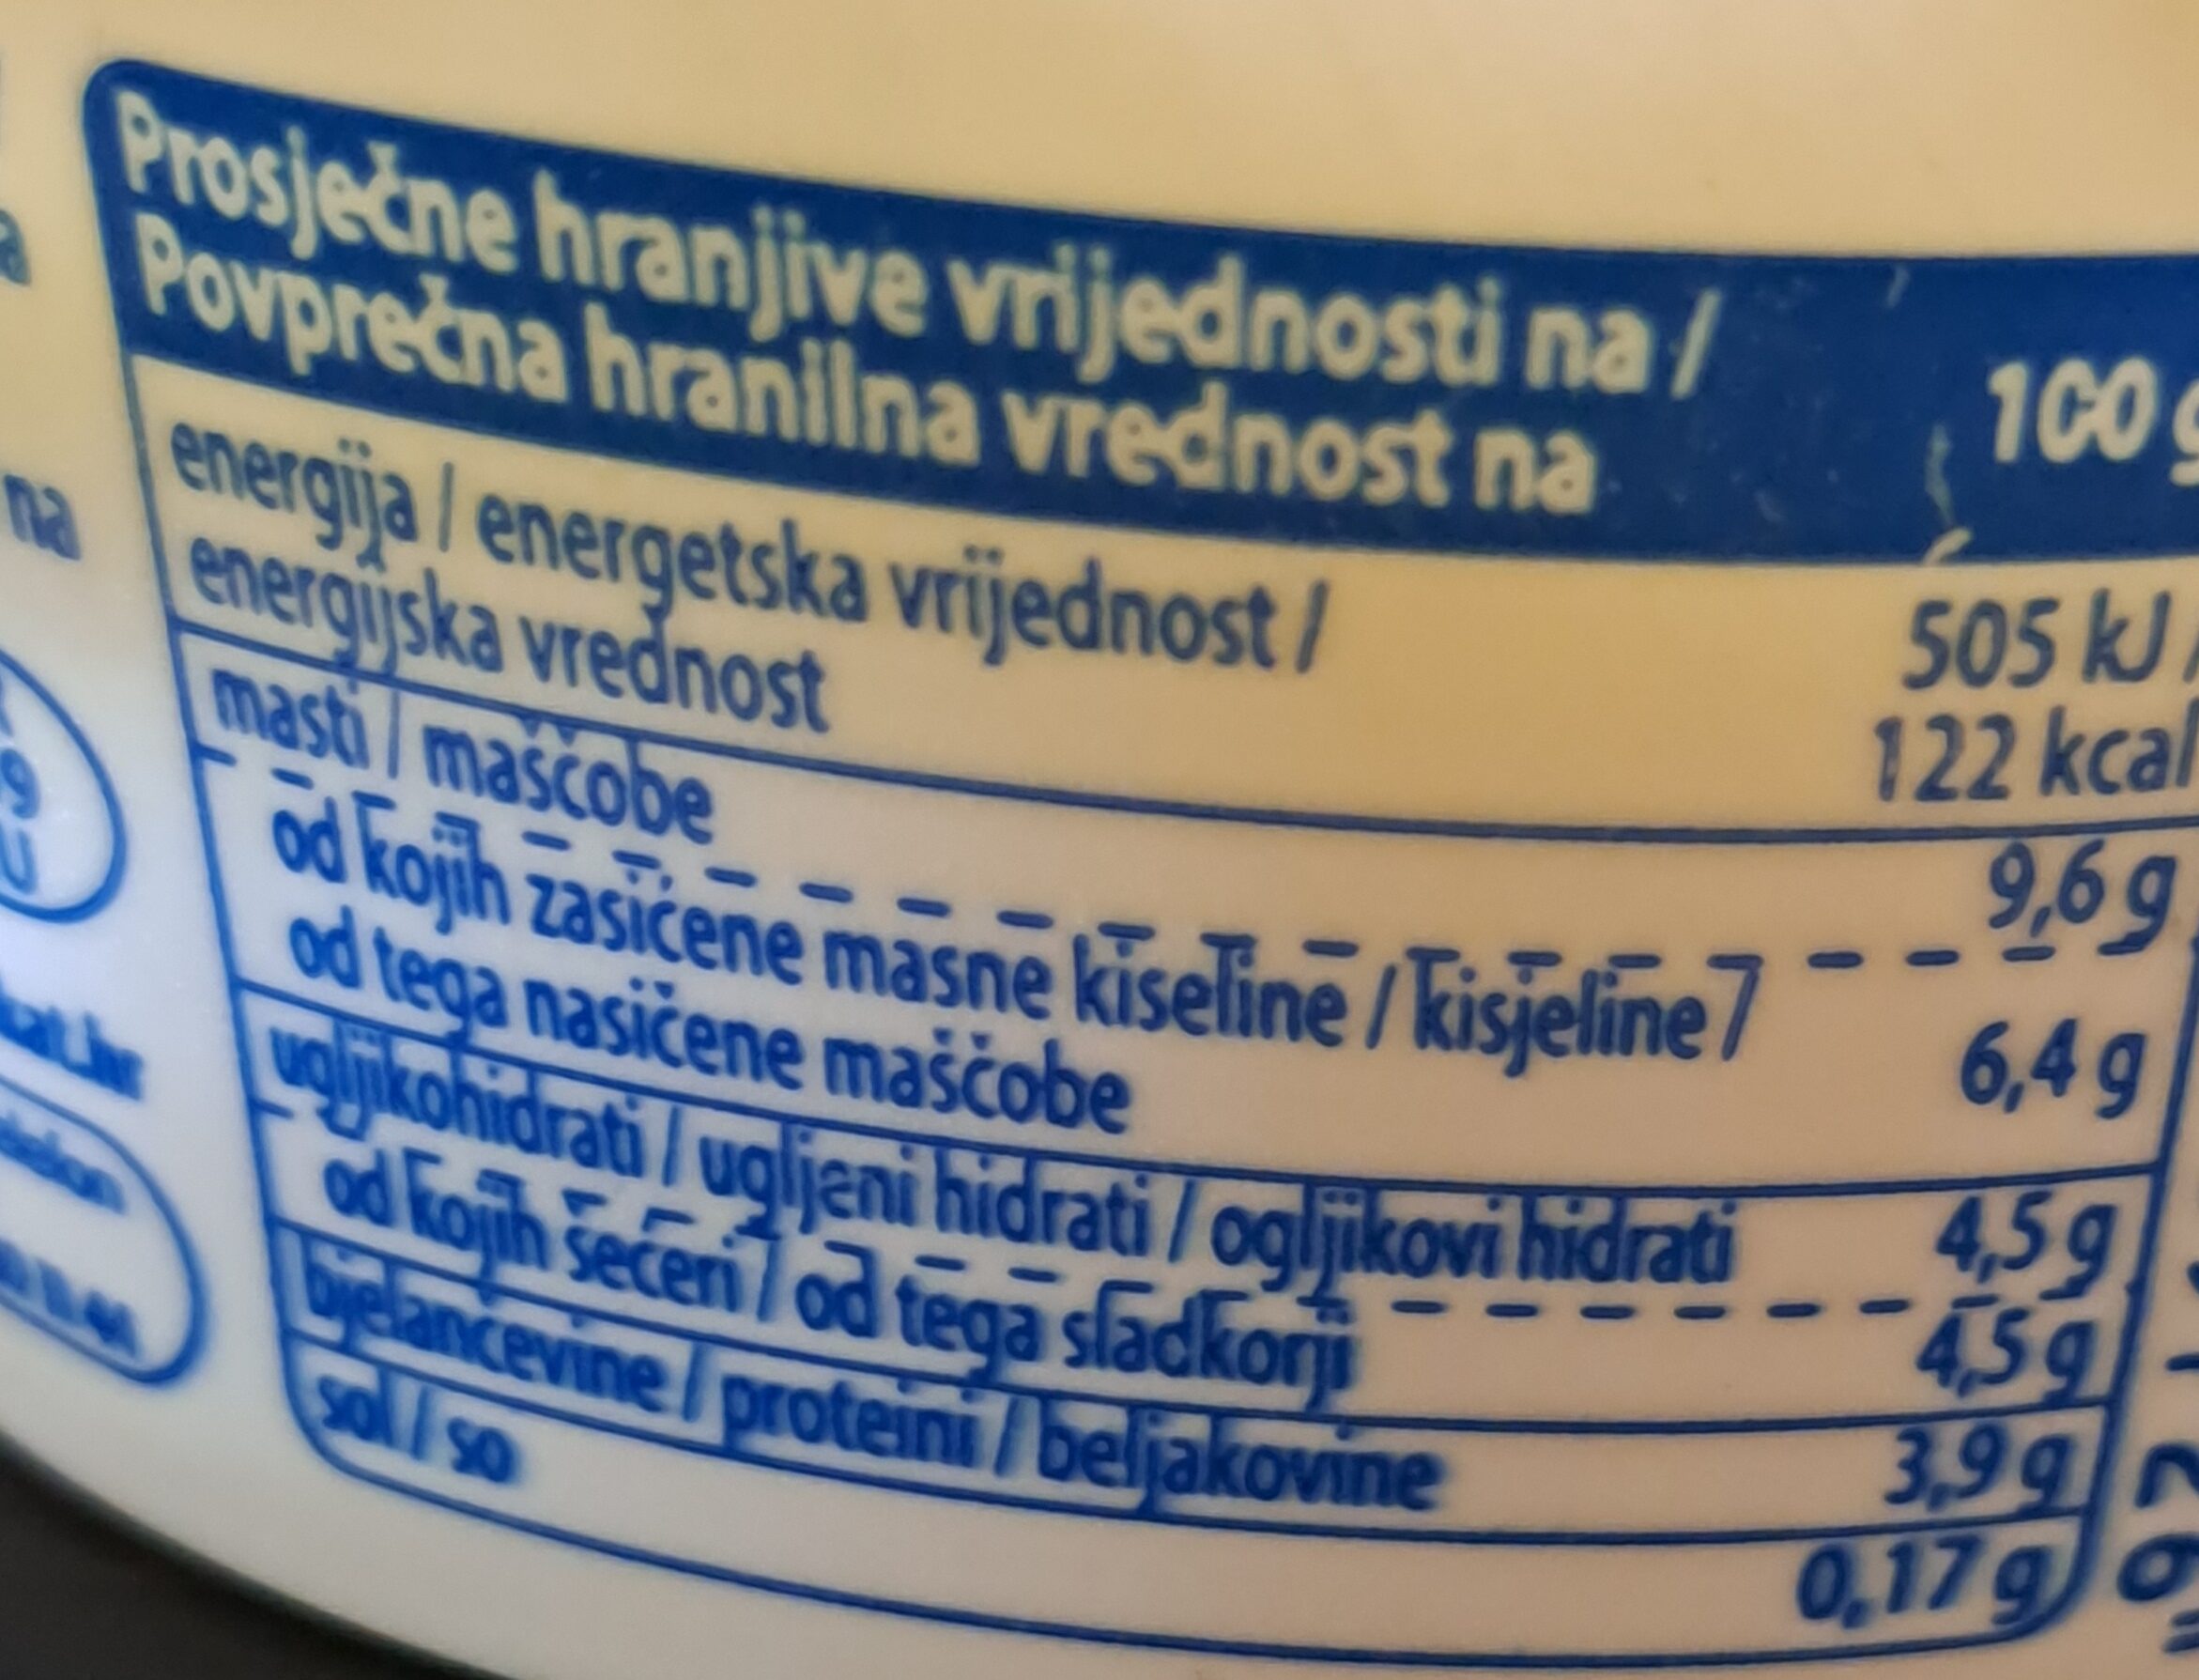 Prosječne hranjive vrijednosti na /
Povprečna hranilna vrednost na 100 g
energija / energetska vrijednost /
energijska vrednost
505 kJ /
122 kcal
masti / maščobe 9,6 g
od kojih zasićene masne kiseline / kisjeline /
od tega nasičene maščobe 6,4 g
ugljikohidrati / ugljeni hidrati / ogljikovi hidrati 4,5 g
od kojih šećeri / od tega sladkorji 4,5 g
bjelančevine / proteini / beljakovine 3,9 g
sol / so 0,17 g
na